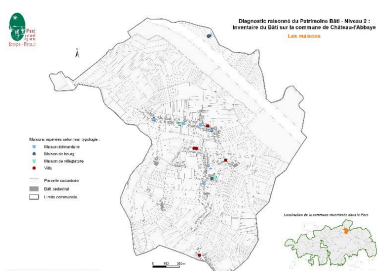 Diagnostic raisonné du Patrimoine Bâti - Niveau 2 :
Inventaire du Bâti sur la commune de Château-l'Abbaye
Les maisons
Maisons repérées selon leur typologie :
Maison élémentaire
Maison de bourg
Maison de villégiature
Villa
Parcelle cadastrale
Bâti cadastral
Limite communale
Localisation de la commune inventoriée dans le Parc